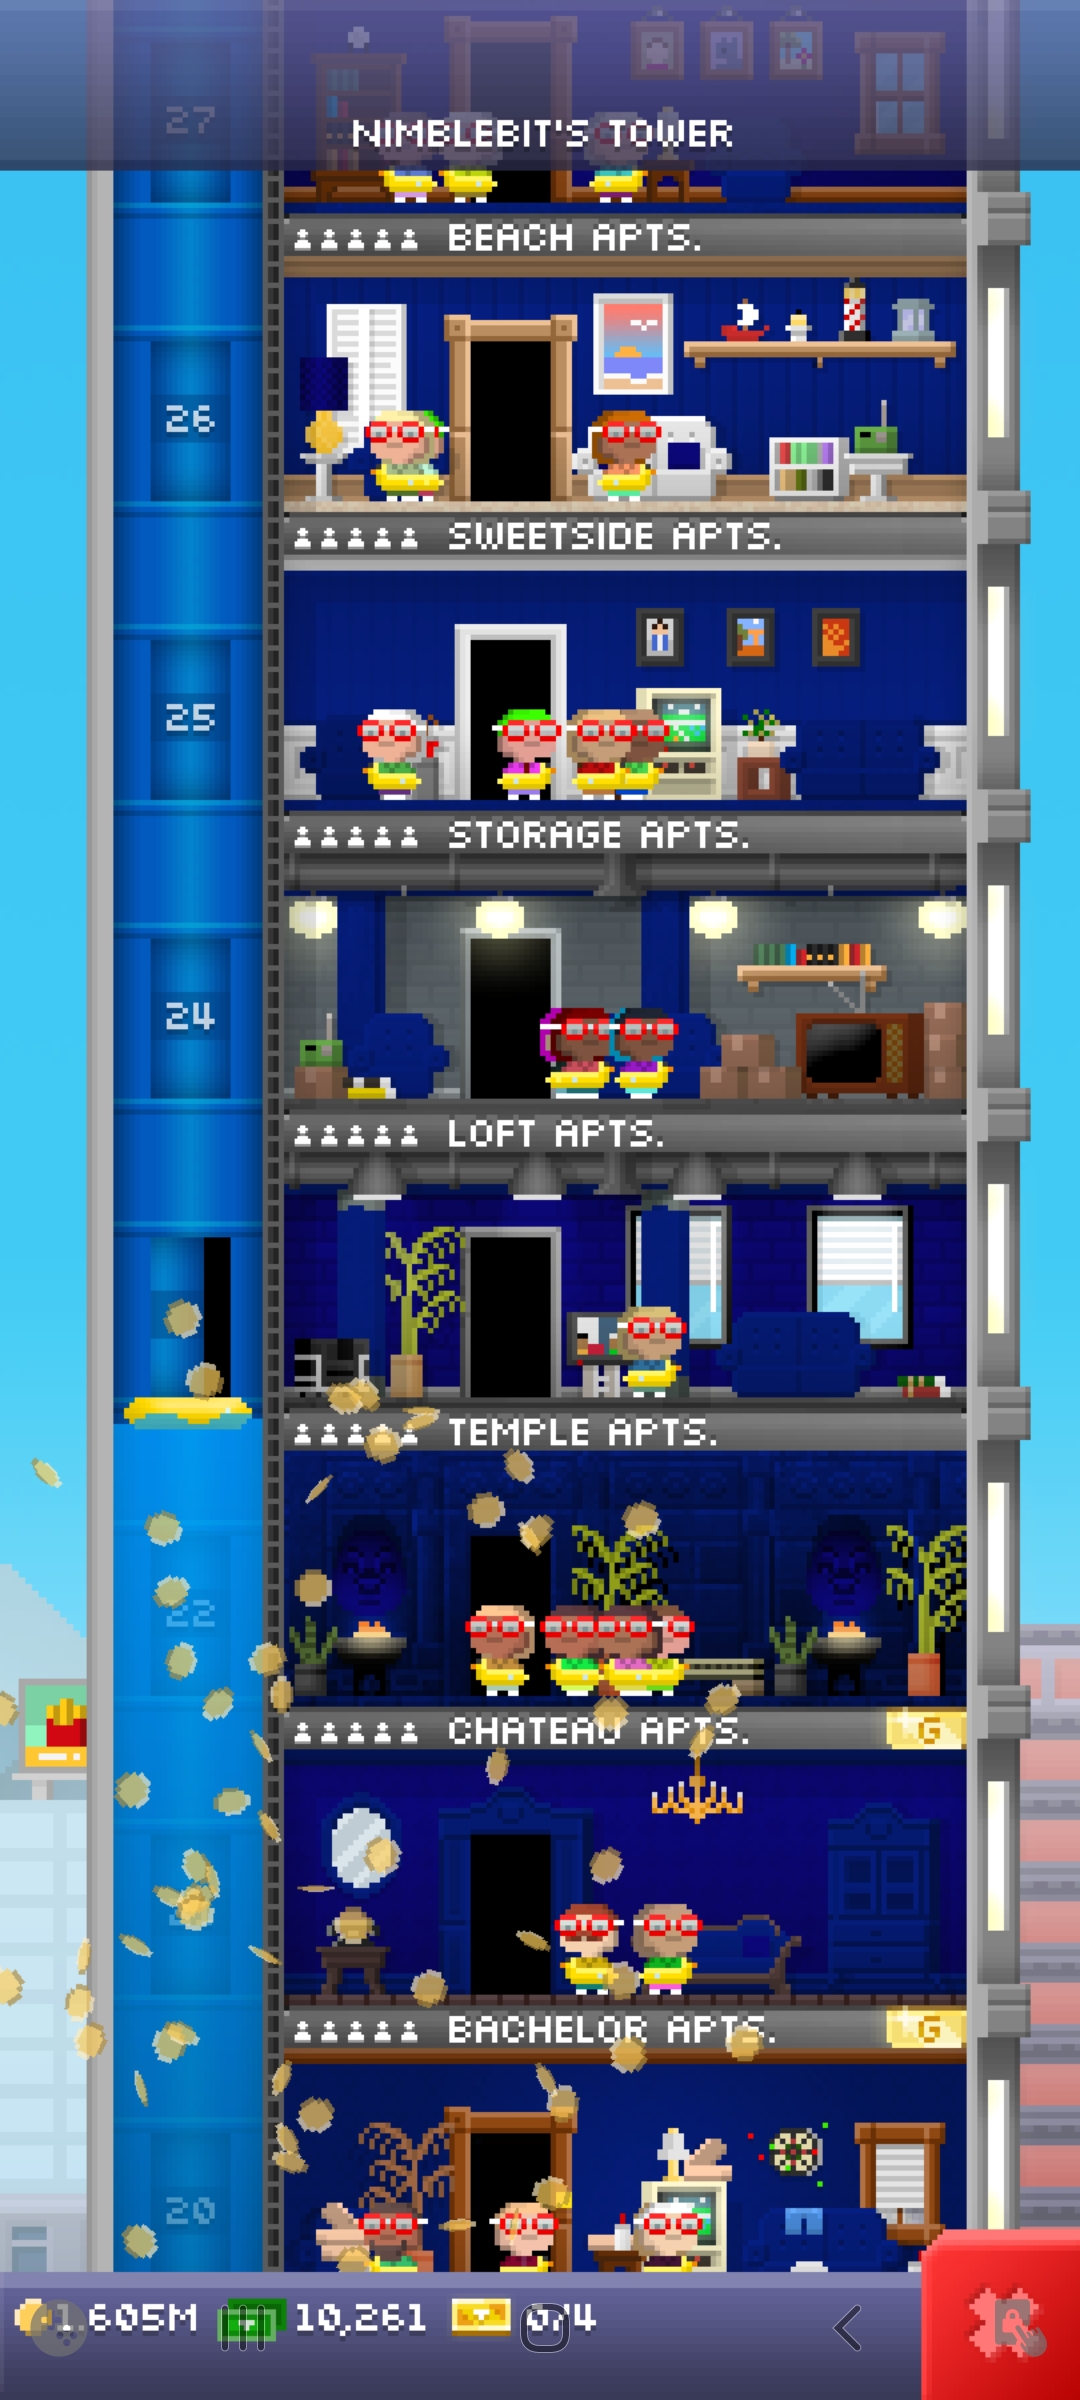 27
NIMBLEBIT'S TOWER
BEACH APTS.
26
SWEETSIDE APTS.
25
STORAGE APTS.
24
LOFT APTS.
TEMPLE APTS.
22
CHATEAU APTS.
G
BACHELOR APTS.
G
20
1.605M
10,261
0/4